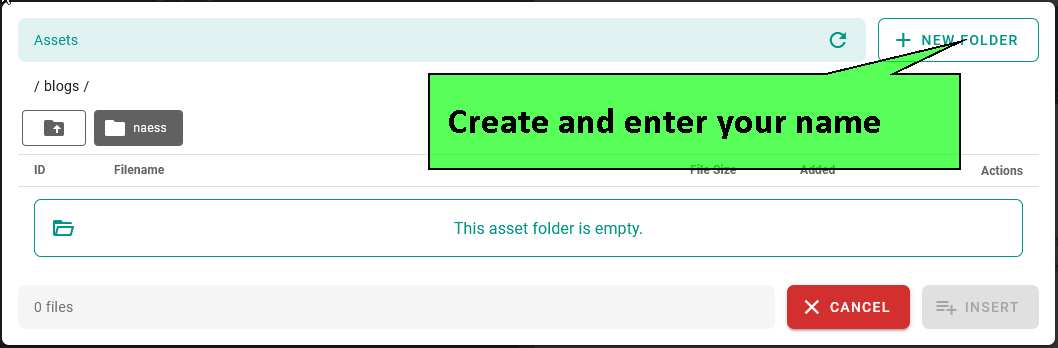 Assets
NEW FOLDER
/ blogs /
Create and enter your name
naess
ID Filename File Size Added Actions
This asset folder is empty.
0 files
CANCEL
INSERT